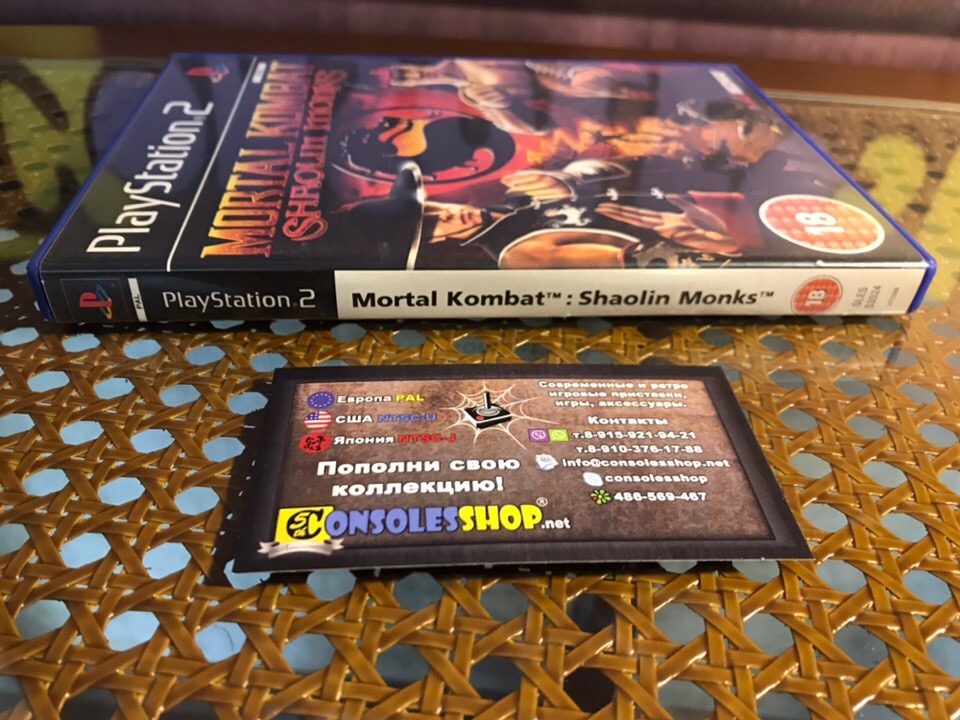 PlayStation 2
MORTAL KOMBAT
SHAOLIN MONKS
18
PAL
PlayStation 2
Mortal Kombat™: Shaolin Monks™
18
SLES
53524
Европа PAL
США NTSC-U
Япония NTSC-J
Пополни свою
коллекцию!
CONSOLESSHOP®.net
Современные и ретро
игровые приставки,
игры, аксессуары.
Контакты
т.8-915-921-94-21
т.8-910-376-17-88
info@consolesshop.net
consolesshop
486-569-467